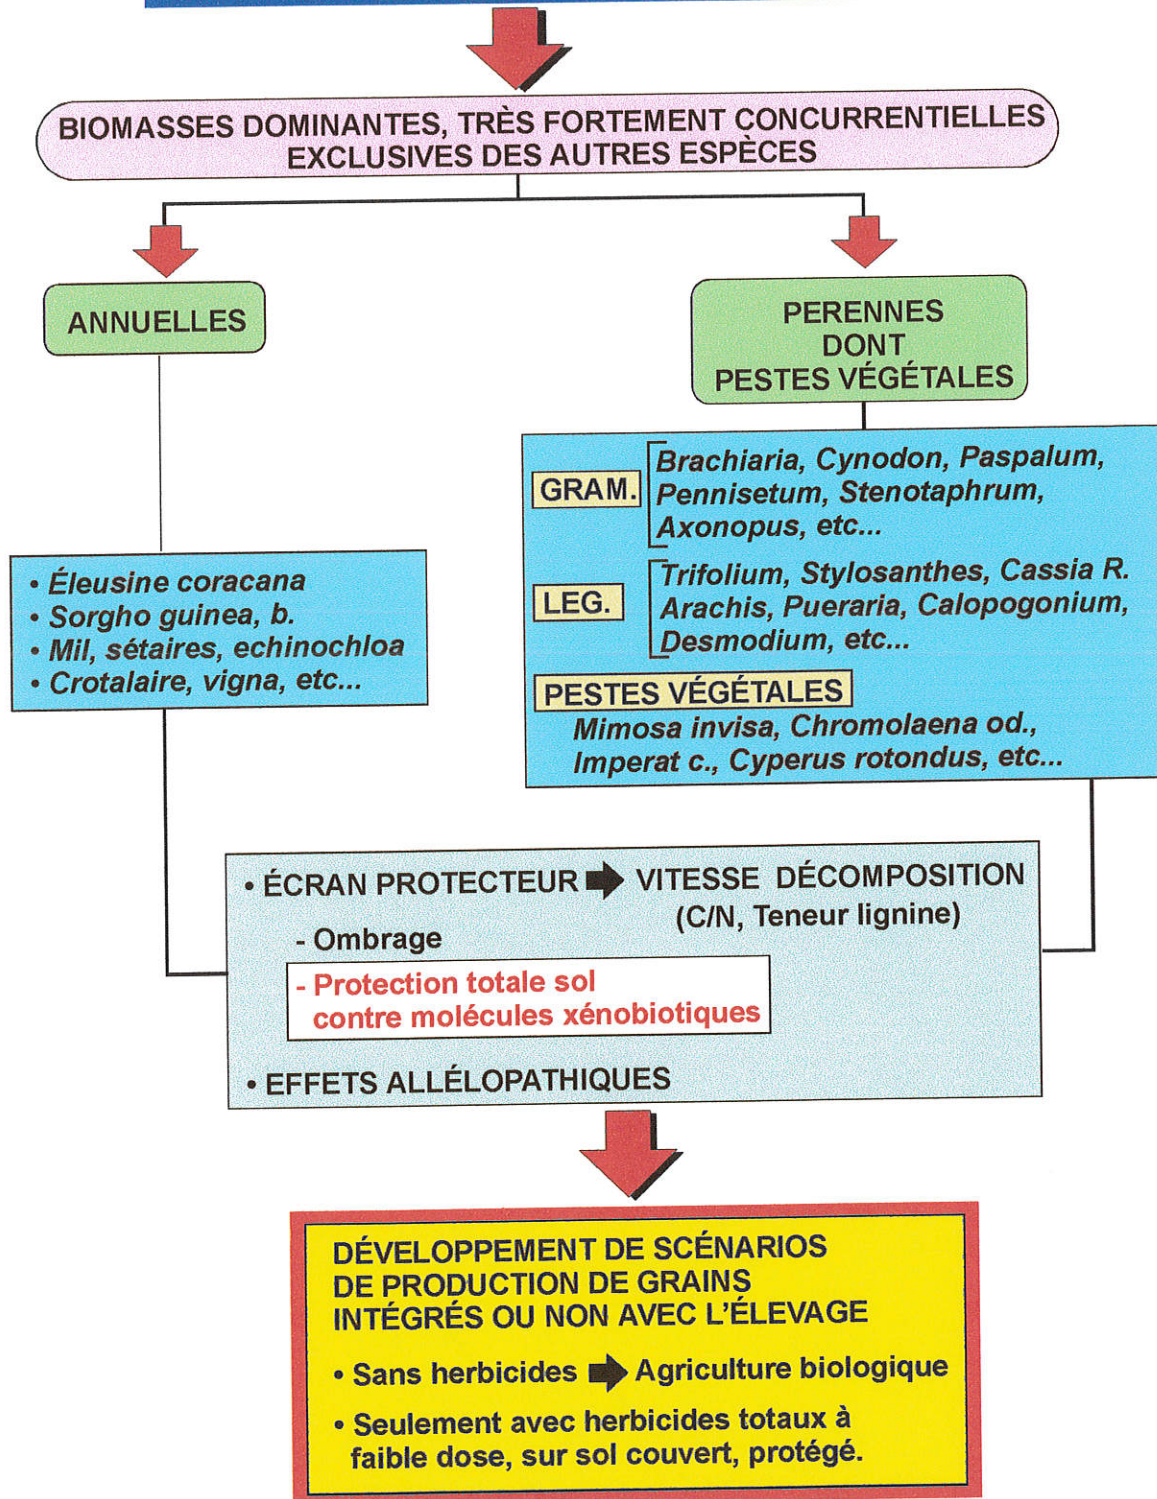 BIOMASSES DOMINANTES, TRÈS FORTEMENT CONCURRENTIELLES
EXCLUSIVES DES AUTRES ESPÈCES
ANNUELLES
PERENNES
DONT
PESTES VÉGÉTALES
• Éleusine coracana
• Sorgho guinea, b.
• Mil, sétaires, echinochloa
• Crotalaire, vigna, etc...
GRAM.
Brachiaria, Cynodon, Paspalum,
Pennisetum, Stenotaphrum,
Axonopus, etc...
LEG.
Trifolium, Stylosanthes, Cassia R.
Arachis, Pueraria, Calopogonium,
Desmodium, etc...
PESTES VÉGÉTALES
Mimosa invisa, Chromolaena od.,
Imperat c., Cyperus rotondus, etc...
• ÉCRAN PROTECTEUR ➡ VITESSE DÉCOMPOSITION
(C/N, Teneur lignine)
- Ombrage
- Protection totale sol
contre molécules xénobiotiques
• EFFETS ALLÉLOPATHIQUES
DÉVELOPPEMENT DE SCÉNARIOS
DE PRODUCTION DE GRAINS
INTÉGRÉS OU NON AVEC L'ÉLEVAGE
• Sans herbicides ➡ Agriculture biologique
• Seulement avec herbicides totaux à
faible dose, sur sol couvert, protégé.